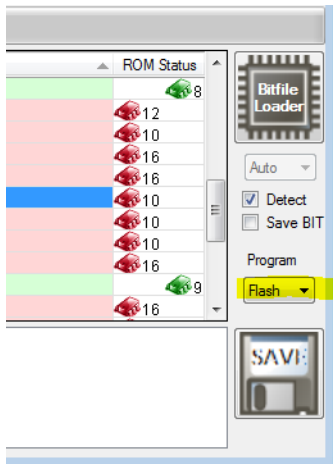 ROM Status
8
12
10
16
16
10
10
10
16
9
16
Bitfile
Loader
Auto
Detect
Save BIT
Program
Flash
SAVE